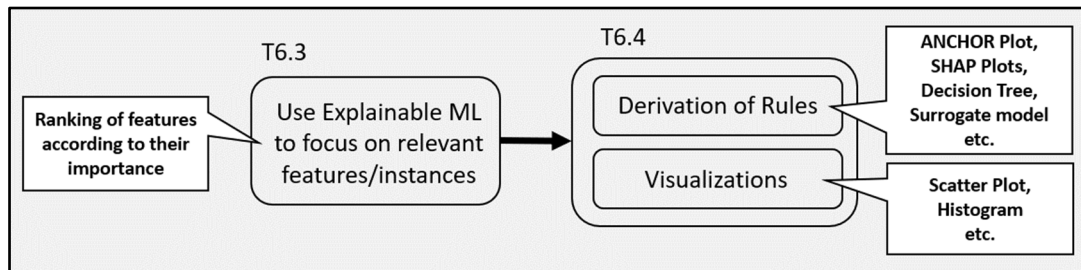 T6.3
T6.4
Ranking of features
according to their
importance
Use Explainable ML
to focus on relevant
features/instances
Derivation of Rules
Visualizations
ANCHOR Plot,
SHAP Plots,
Decision Tree,
Surrogate model
etc.
Scatter Plot,
Histogram
etc.